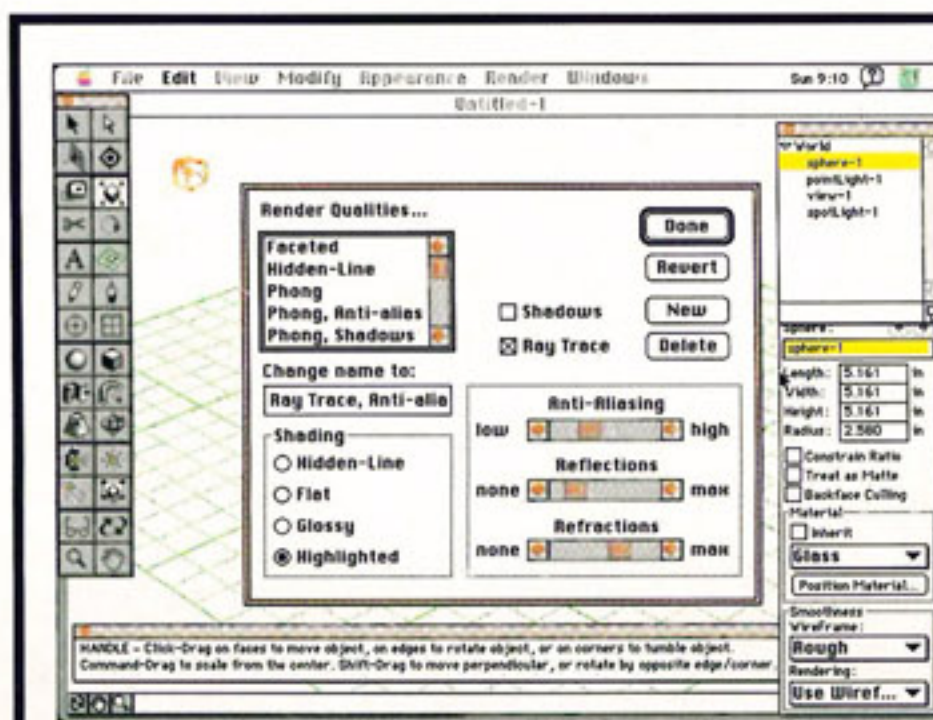 File Edit View Modify Appearance Render Windows
Sun 9:10
Untitled-1
Render Qualities...
Faceted
Hidden-Line
Phong
Phong, Anti-alias
Phong, Shadows
Change name to:
Ray Trace, Anti-alia
Shading
Hidden-Line
Flat
Glossy
Highlighted
Shadows
Ray Trace
Done
Revert
New
Delete
Anti-Aliasing
low high
Reflections
none max
Refractions
none max
World
sphere-1
pointLight-1
view-1
spotLight-1
Sphere:
sphere-1
Length: 5.161 in
Width: 5.161 in
Height: 5.161 in
Radius: 2.580 in
Constrain Ratio
Treat as Matte
Backface Culling
Material
Inherit
Glass
Position Material...
Smoothness
Wireframe:
Rough
Rendering:
Use Wiref...
HANDLE - Click-Drag on faces to move object, on edges to rotate object, or on corners to tumble object.
Command-Drag to scale from the center. Shift-Drag to move perpendicular, or rotate by opposite edge/corner.